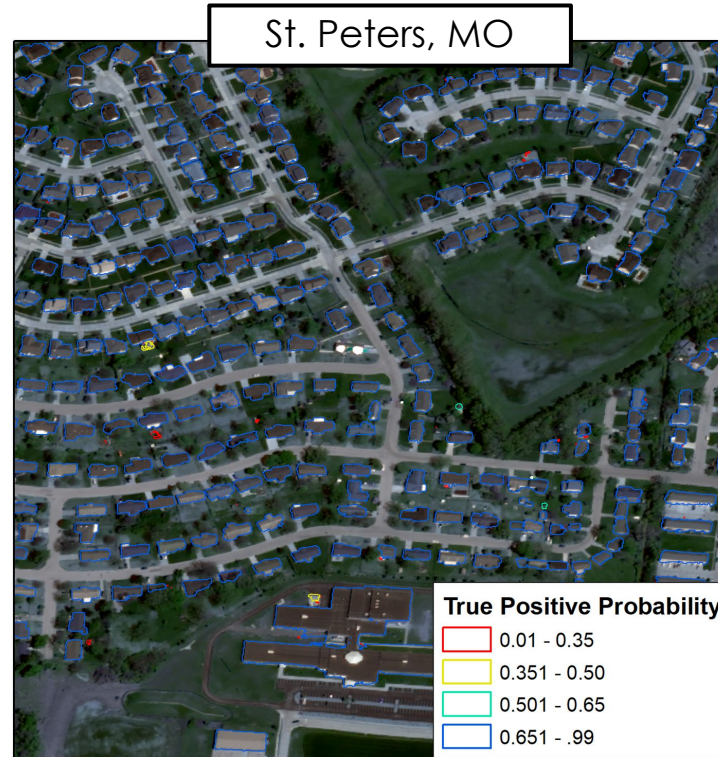 St. Peters, MO
True Positive Probability
0.01 - 0.35
0.351 - 0.50
0.501 - 0.65
0.651 - .99